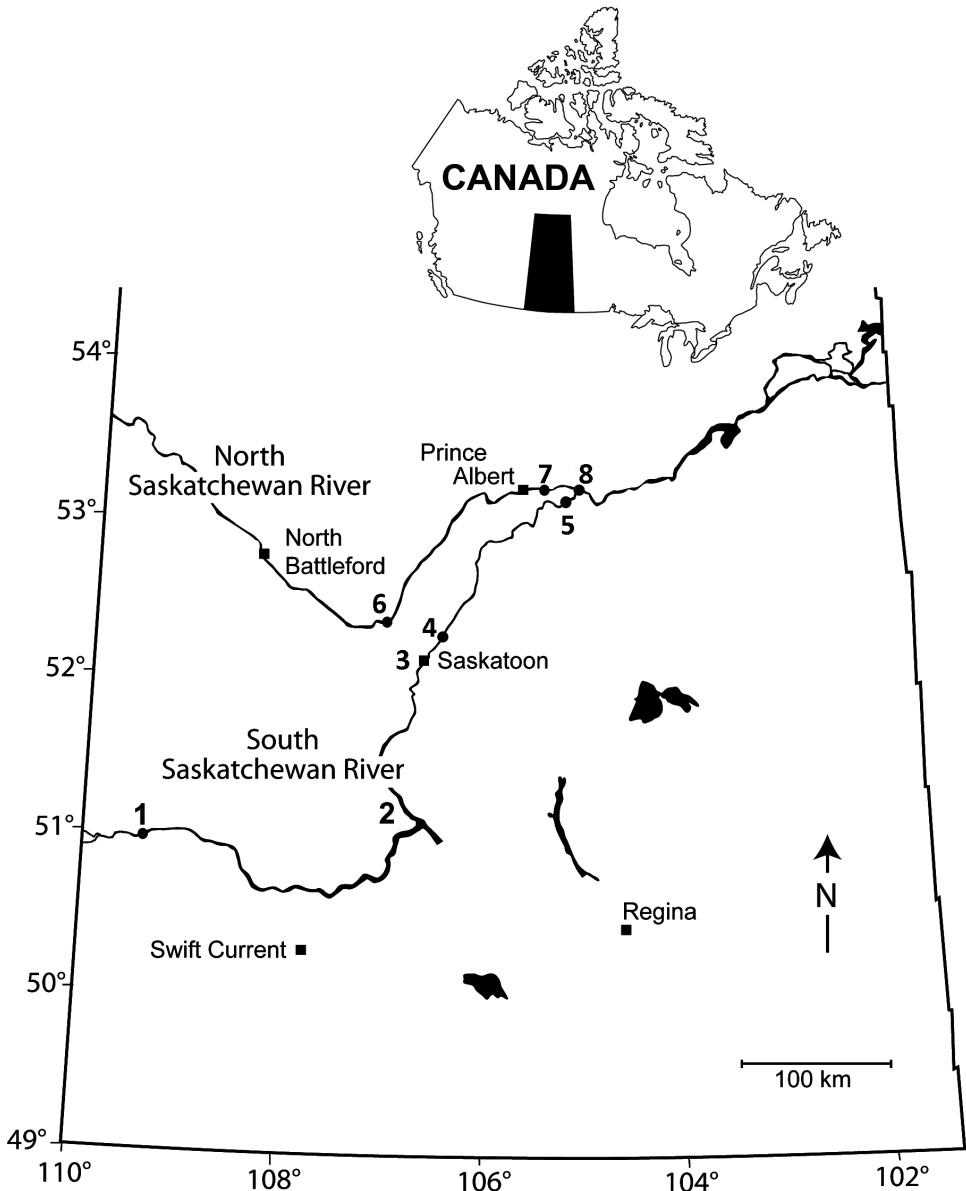 CANADA
54°
North
Saskatchewan River
Prince
Albert
7
8
53°
5
North
Battleford
6
4
52°
3
Saskatoon
South
Saskatchewan River
1
2
51°
N
Regina
Swift Current
50°
100 km
49°
110°
108°
106°
104°
102°